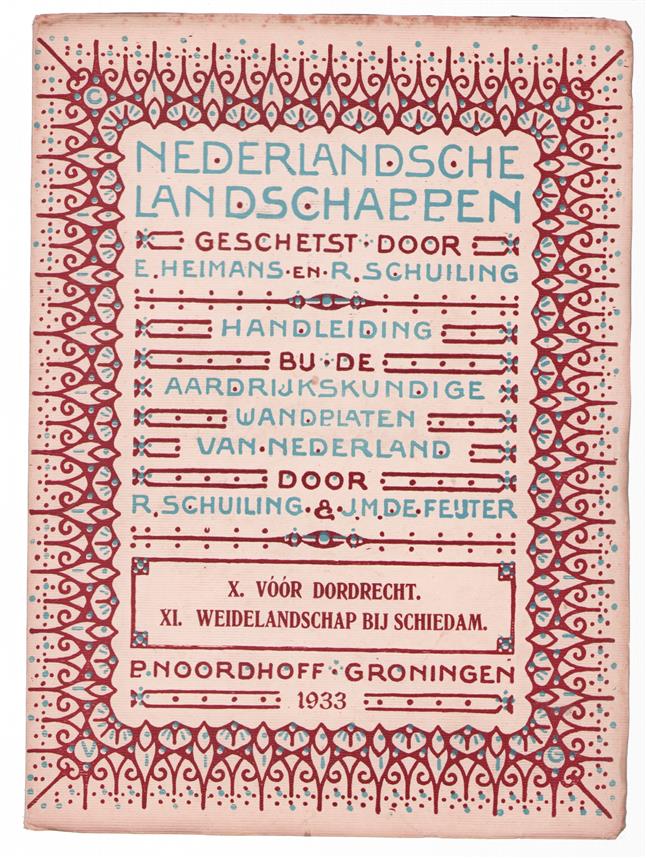 C J
NEDERLANDSCHE
LANDSCHAPPEN
GESCHETST DOOR
E. HEIMANS EN R. SCHUILING
HANDLEIDING
BIJ DE
AARDRIJKSKUNDIGE
WANDPLATEN
VAN NEDERLAND
DOOR
R. SCHUILING & J.M. DE FEIJTER
X. VÓÓR DORDRECHT.
XI. WEIDELANDSCHAP BIJ SCHIEDAM.
P. NOORDHOFF GRONINGEN
1933
V G